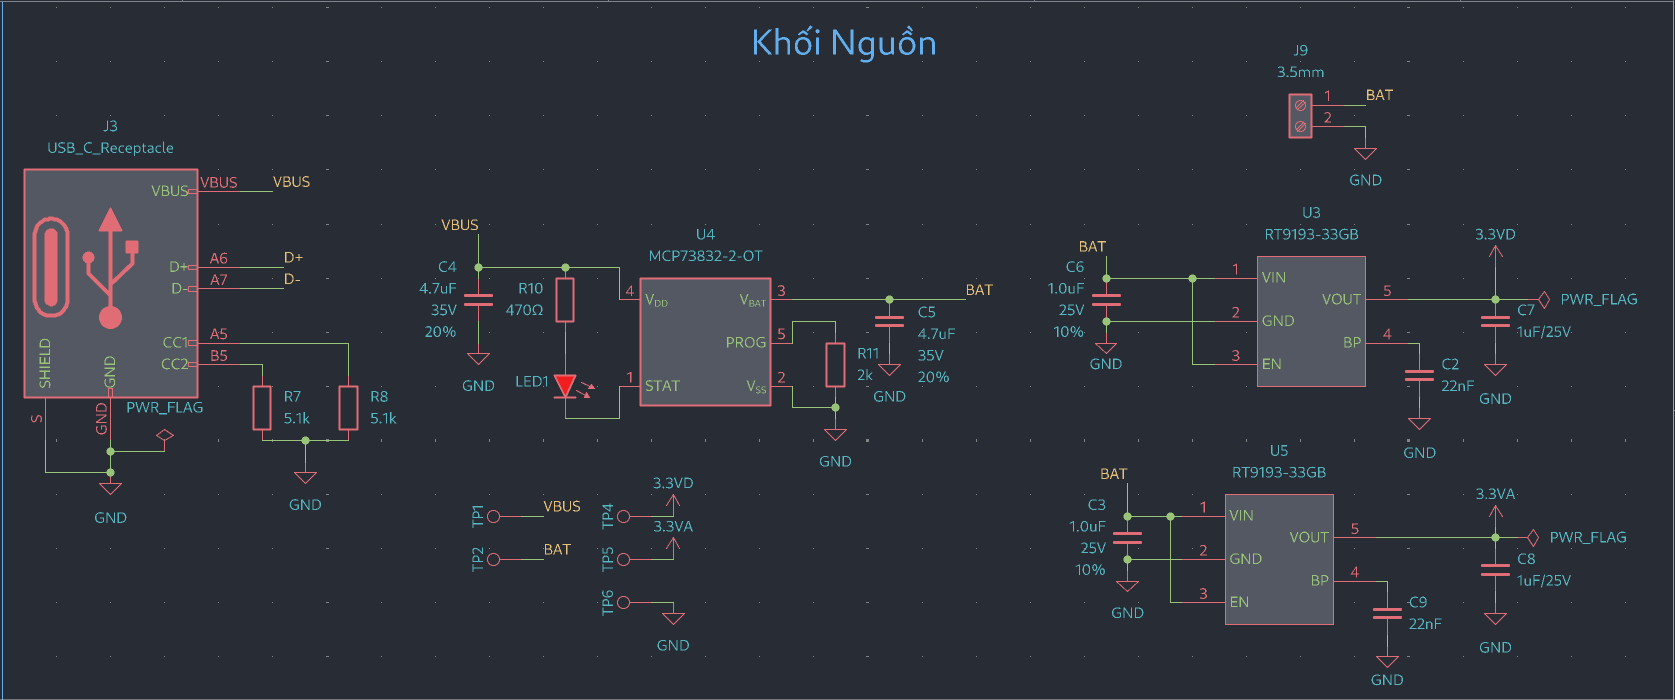 Khối Nguồn
J9
3.5mm
1
BAT
2
GND
J3
USB_C_Receptacle
VBUS
VBUS
VBUS
D+
A6
D+
D-
A7
D-
CC1
A5
CC2
B5
SHIELD
GND
S
GND
PWR_FLAG
R7
5.1k
R8
5.1k
GND
GND
VBUS
C4
4.7uF
35V
20%
GND
R10
470Ω
LED1
U4
MCP73832-2-OT
4
VDD
VBAT
3
BAT
PROG
5
1
STAT
VSS
2
R11
2k
C5
4.7uF
35V
20%
GND
GND
BAT
C6
1.0uF
25V
10%
GND
U3
RT9193-33GB
1
VIN
2
GND
3
EN
VOUT
5
BP
4
3.3VD
PWR_FLAG
C7
1uF/25V
GND
C2
22nF
GND
TP1
VBUS
TP2
BAT
TP4
3.3VD
TP5
3.3VA
TP6
GND
BAT
C3
1.0uF
25V
10%
GND
U5
RT9193-33GB
1
VIN
2
GND
3
EN
VOUT
5
BP
4
3.3VA
PWR_FLAG
C8
1uF/25V
GND
C9
22nF
GND